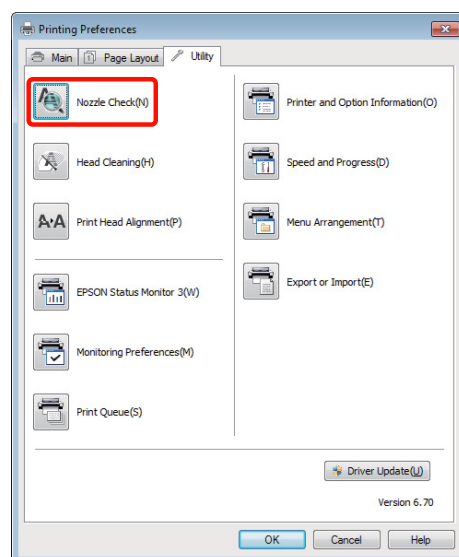 Printing Preferences
Main
Page Layout
Utility
Nozzle Check(N)
Head Cleaning(H)
Print Head Alignment(P)
EPSON Status Monitor 3(W)
Monitoring Preferences(M)
Print Queue(S)
Printer and Option Information(O)
Speed and Progress(D)
Menu Arrangement(T)
Export or Import(E)
Driver Update(U)
Version 6.70
OK
Cancel
Help